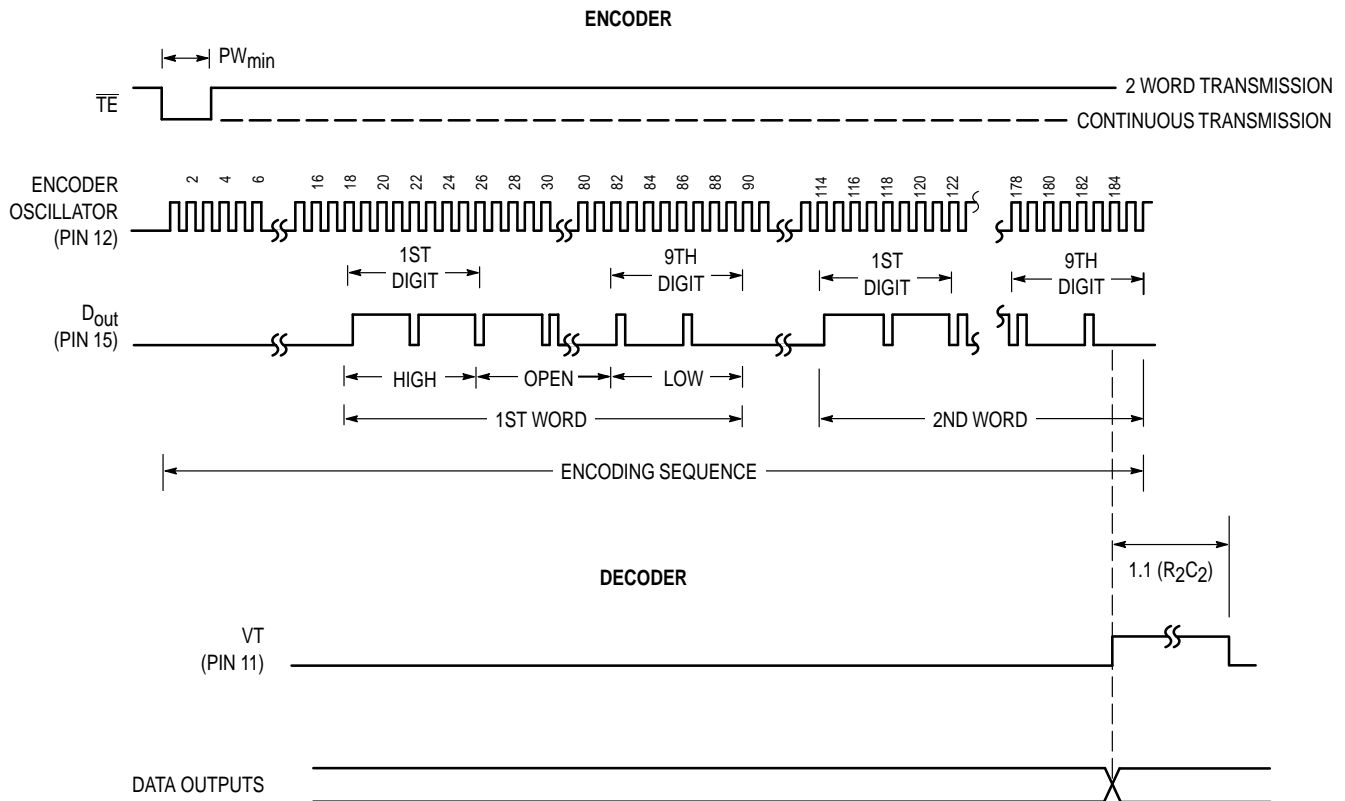 ENCODER
PWmin
TE
2 WORD TRANSMISSION
CONTINUOUS TRANSMISSION
ENCODER
OSCILLATOR
(PIN 12)
2 4 6 16 18 20 22 24 26 28 30 80 82 84 86 88 90 114 116 118 120 122 178 180 182 184
1ST
DIGIT
9TH
DIGIT
1ST
DIGIT
9TH
DIGIT
Dout
(PIN 15)
HIGH OPEN LOW
1ST WORD 2ND WORD
ENCODING SEQUENCE
1.1 (R2C2)
DECODER
VT
(PIN 11)
DATA OUTPUTS